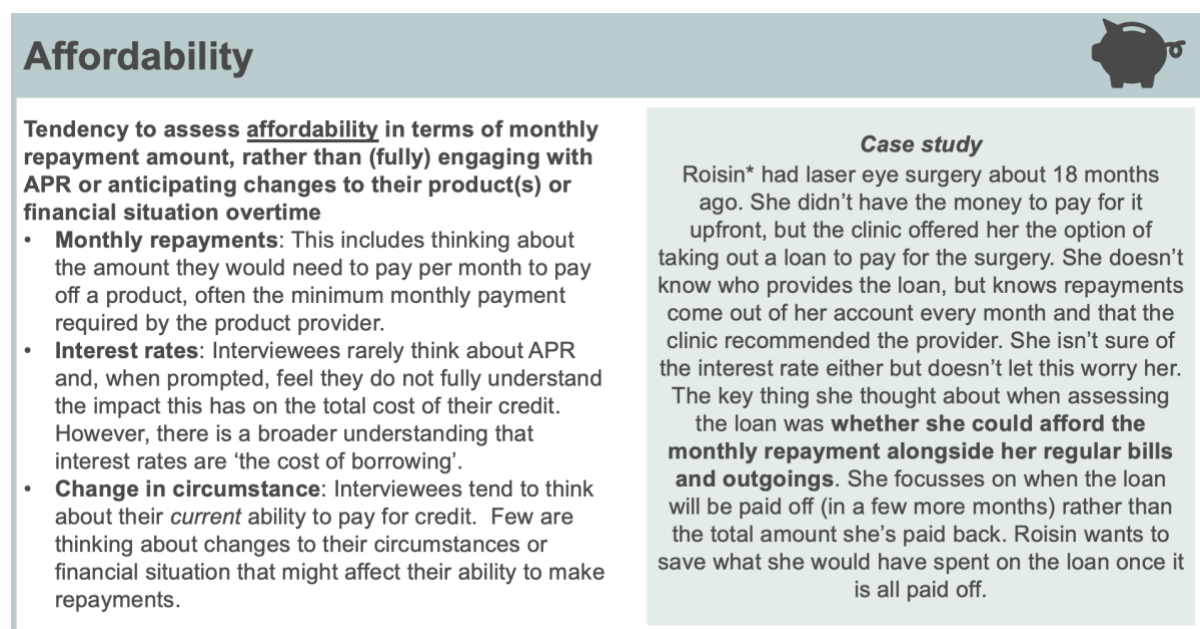 Affordability
Tendency to assess affordability in terms of monthly
repayment amount, rather than (fully) engaging with
APR or anticipating changes to their product(s) or
financial situation overtime
• Monthly repayments: This includes thinking about
the amount they would need to pay per month to pay
off a product, often the minimum monthly payment
required by the product provider.
• Interest rates: Interviewees rarely think about APR
and, when prompted, feel they do not fully understand
the impact this has on the total cost of their credit.
However, there is a broader understanding that
interest rates are ‘the cost of borrowing’.
• Change in circumstance: Interviewees tend to think
about their current ability to pay for credit.  Few are
thinking about changes to their circumstances or
financial situation that might affect their ability to make
repayments.
Case study
Roisin* had laser eye surgery about 18 months
ago. She didn’t have the money to pay for it
upfront, but the clinic offered her the option of
taking out a loan to pay for the surgery. She doesn’t
know who provides the loan, but knows repayments
come out of her account every month and that the
clinic recommended the provider. She isn’t sure of
the interest rate either but doesn’t let this worry her.
The key thing she thought about when assessing
the loan was whether she could afford the
monthly repayment alongside her regular bills
and outgoings. She focusses on when the loan
will be paid off (in a few more months) rather than
the total amount she’s paid back. Roisin wants to
save what she would have spent on the loan once it
is all paid off.